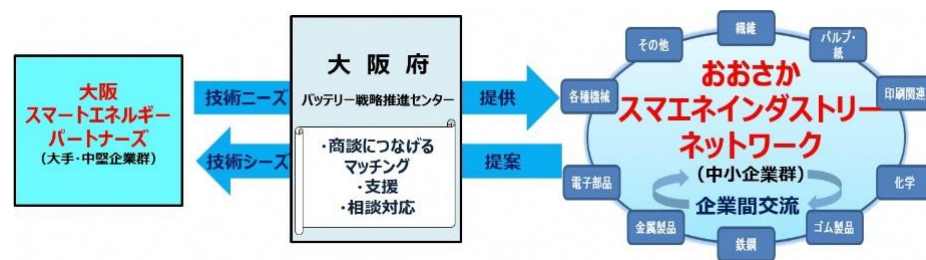 大阪
スマートエネルギー
パートナーズ
(大手・中堅企業群)
技術ニーズ
技術シーズ
大 阪 府
バッテリー戦略推進センター
・商談につなげる
マッチング
・支援
・相談対応
提供
提案
その他
繊維
パルプ・
紙
各種機械
印刷関連
おおさか
スマエネインダストリー
ネットワーク
(中小企業群)
企業間交流
電子部品
化学
金属製品
鉄鋼
ゴム製品